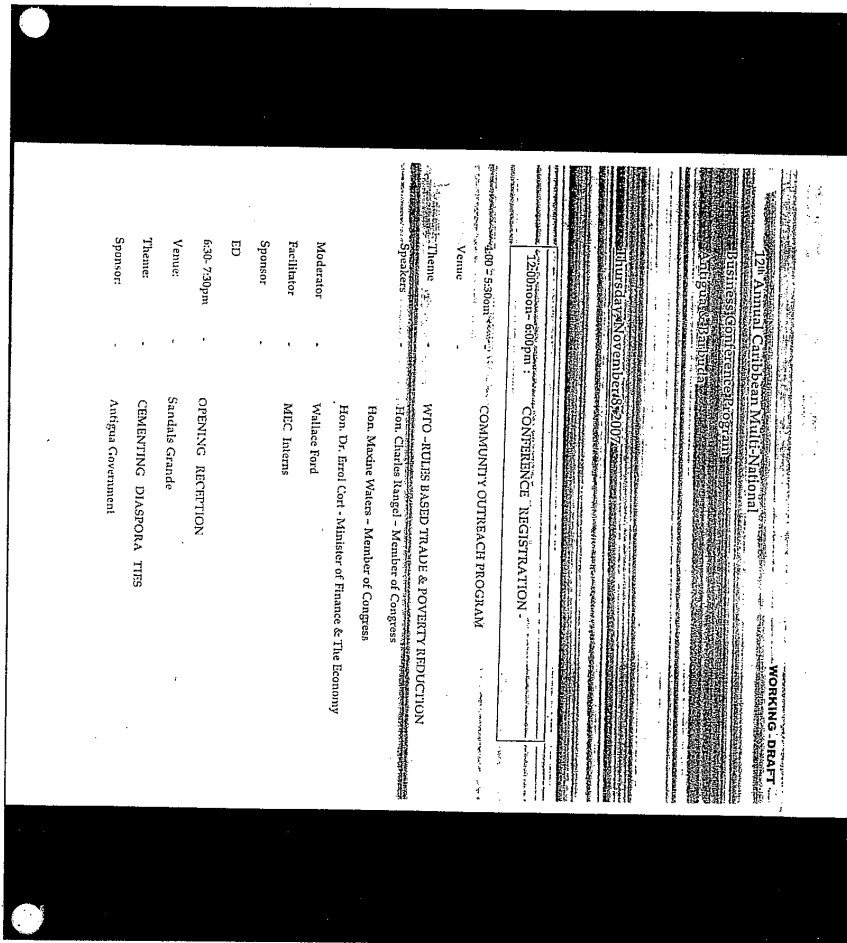 WORKING DRAFT
12th Annual Caribbean Multi-National
Business Conference Program
Antigua & Barbuda
Thursday November 8, 2007
12:00noon– 6:00pm : CONFERENCE REGISTRATION
4:00 – 5:30pm COMMUNITY OUTREACH PROGRAM
Venue -
Theme - WTO –RULES BASED TRADE & POVERTY REDUCTION
Speakers - Hon. Charles Rangel – Member of Congress
Hon. Maxine Waters – Member of Congress
Hon. Dr. Errol Cort - Minister of Finance & The Economy
Moderator - Wallace Ford
Facilitator - MEC Interns
Sponsor -
ED
6:30- 7:30pm - OPENING RECEPTION
Venue: - Sandals Grande
Theme: - CEMENTING DIASPORA TIES
Sponsor: - Antigua Government